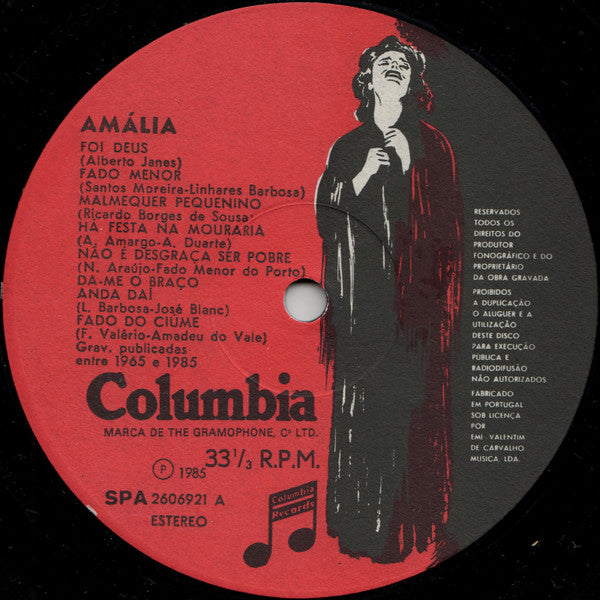 AMÁLIA
FOI DEUS
(Alberto Janes)
FADO MENOR
(Santos Moreira-Linhares Barbosa)
MALMEQUER PEQUENINO
(Ricardo Borges de Sousa)
HÁ FESTA NA MOURARIA
(A. Amargo-A. Duarte)
NÃO É DESGRAÇA SER POBRE
(N. Araújo-Fado Menor do Porto)
DÁ-ME O BRAÇO
ANDA DAÍ
(L. Barbosa-José Blanc)
FADO DO CIÚME
(F. Valério-Amadeu do Vale)
Grav. publicadas
entre 1965 e 1985
Columbia
MARCA DE THE GRAMOPHONE, Cº LTD.
33 1/3 R.P.M.
℗ 1985
SPA 2606921 A
ESTEREO
Columbia
Records
RESERVADOS
TODOS OS
DIREITOS DO
PRODUTOR
FONOGRÁFICO E DO
PROPRIETÁRIO
DA OBRA GRAVADA
PROIBIDOS
A DUPLICAÇÃO
O ALUGUER E A
UTILIZAÇÃO
DESTE DISCO
PARA EXECUÇÃO
PUBLICA E
RADIODIFUSÃO
NÃO AUTORIZADOS
FABRICADO
EM PORTUGAL
SOB LICENÇA
POR
EMI-VALENTIM
DE CARVALHO
MUSICA, LDA.